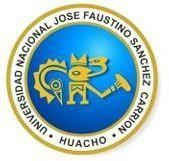 UNIVERSIDAD NACIONAL JOSE FAUSTINO SANCHEZ CARRION
· HUACHO ·